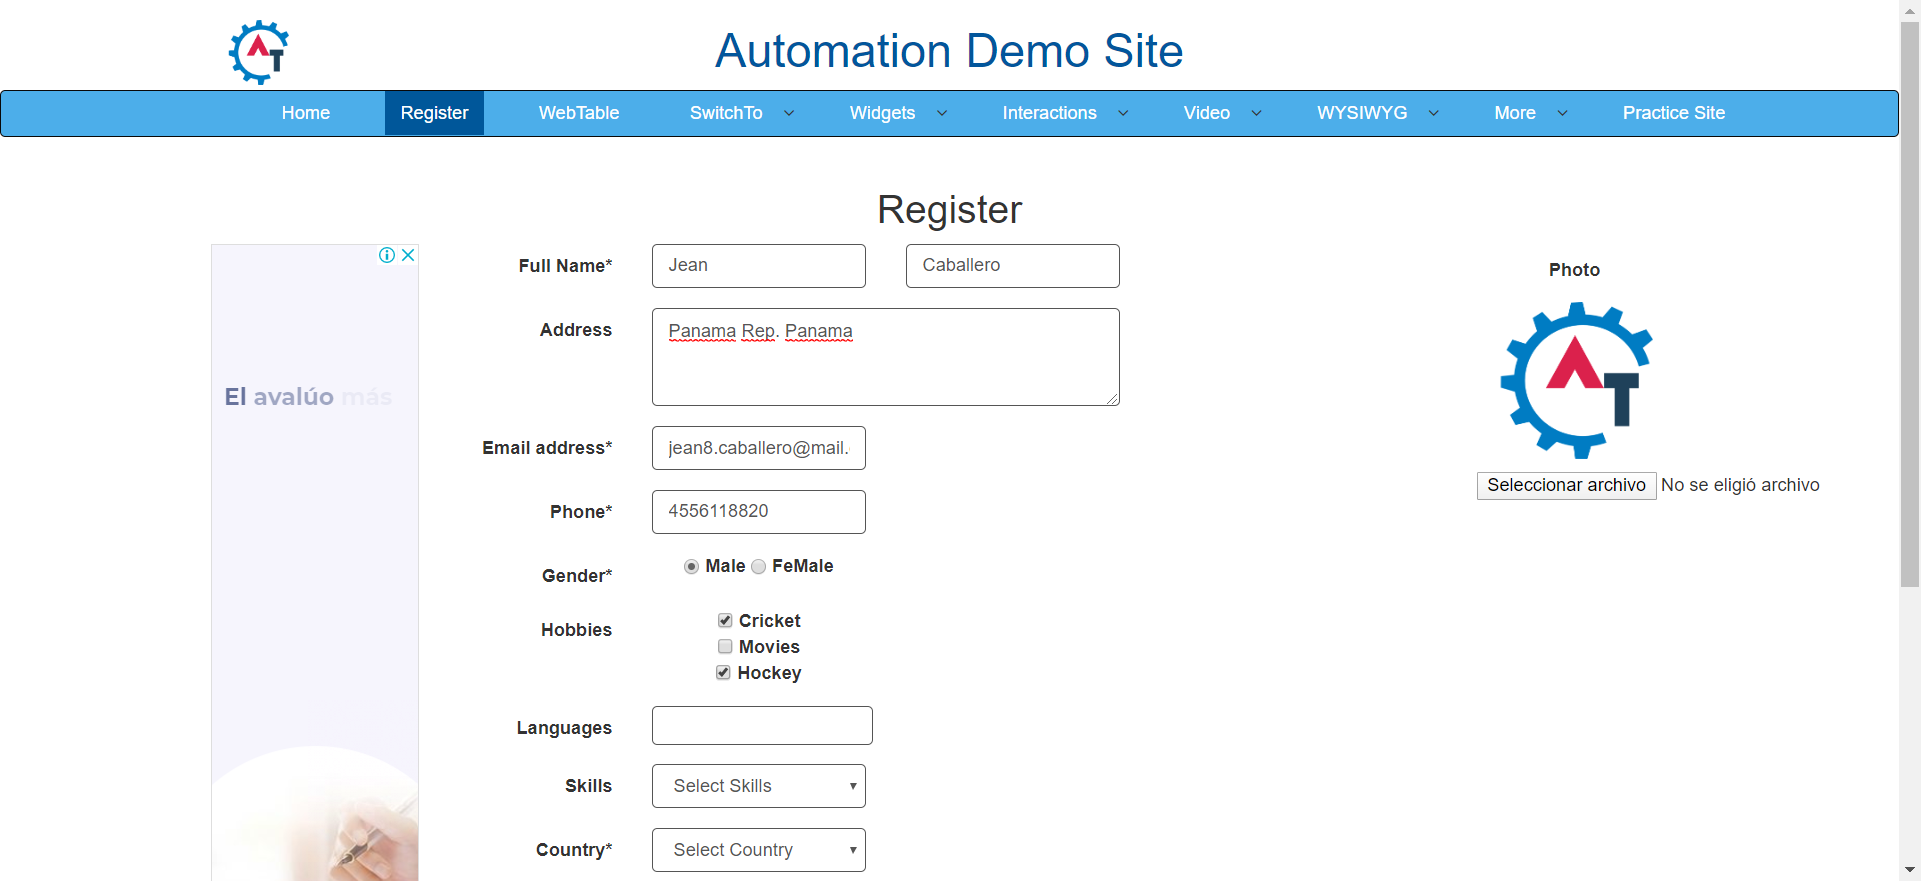 Automation Demo Site
Home Register WebTable SwitchTo Widgets Interactions Video WYSIWYG More Practice Site
Register
El avalúo más
Full Name* Jean Caballero
Address Panama Rep. Panama
Email address* jean8.caballero@mail.
Phone* 4556118820
Gender* Male FeMale
Hobbies Cricket
Movies
Hockey
Languages
Skills Select Skills
Country* Select Country
Photo
AT
Seleccionar archivo No se eligió archivo